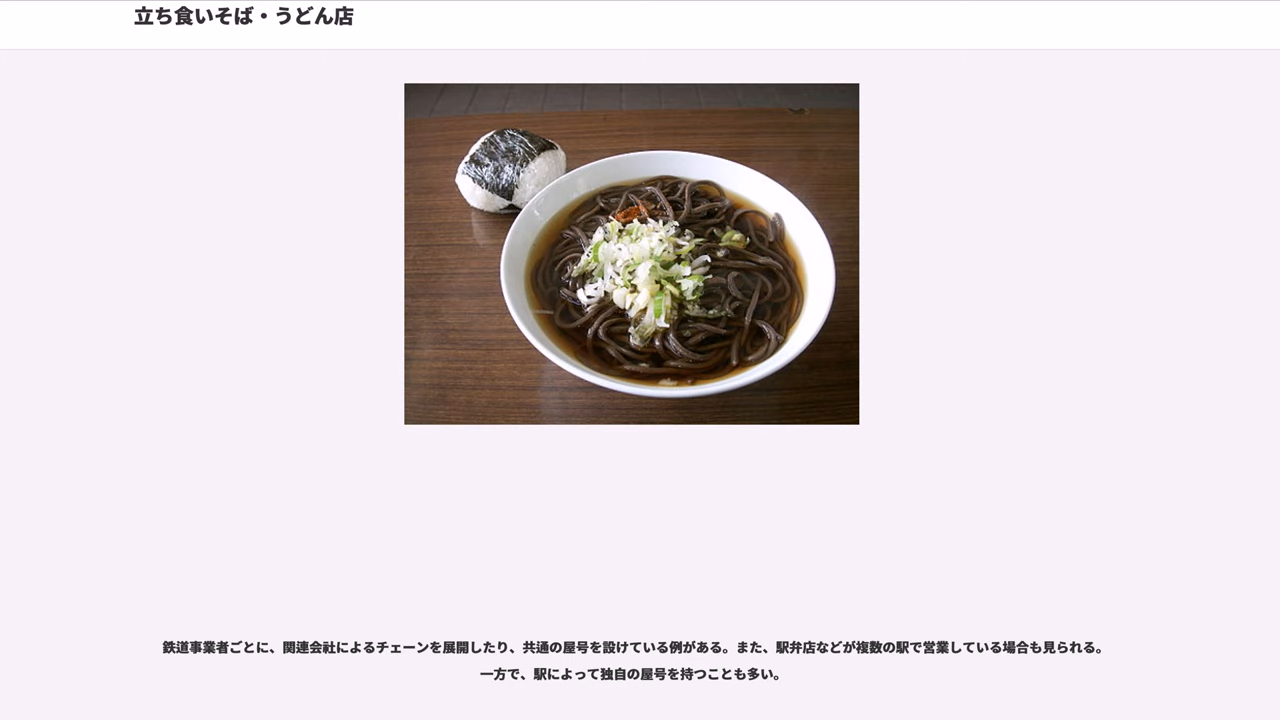 立ち食いそば・うどん店
鉄道事業者ごとに、関連会社によるチェーンを展開したり、共通の屋号を設けている例がある。また、駅弁店などが複数の駅で営業している場合も見られる。
一方で、駅によって独自の屋号を持つことも多い。